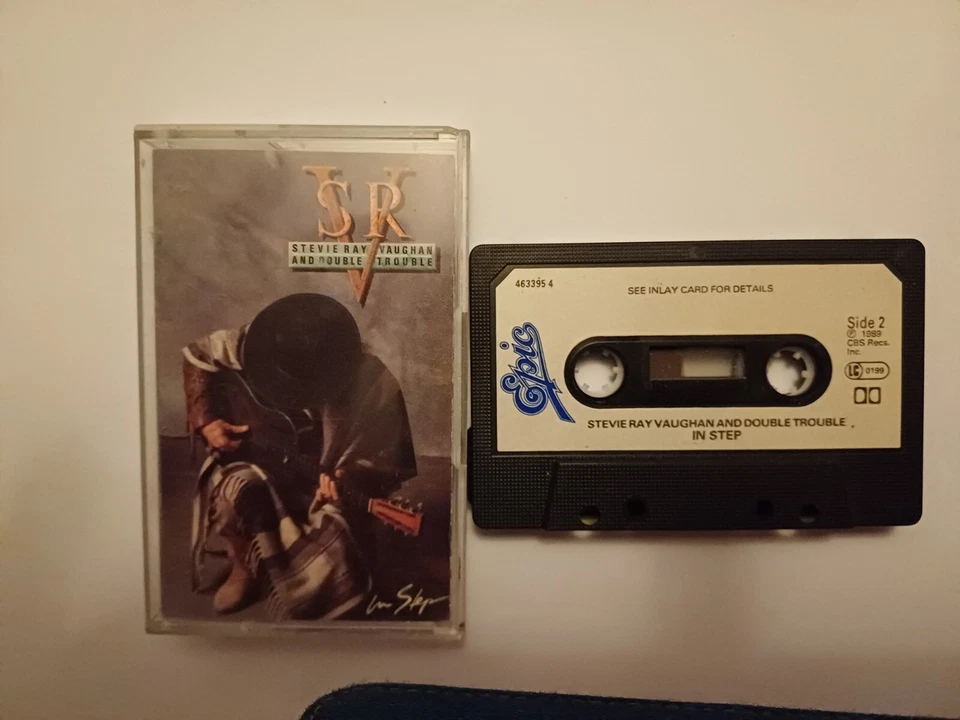 SRV
STEVIE RAY VAUGHAN
AND DOUBLE TROUBLE
In Step
463395 4
SEE INLAY CARD FOR DETAILS
Epic
Side 2
℗ 1989
CBS Recs.
Inc.
LC 0199
STEVIE RAY VAUGHAN AND DOUBLE TROUBLE
IN STEP